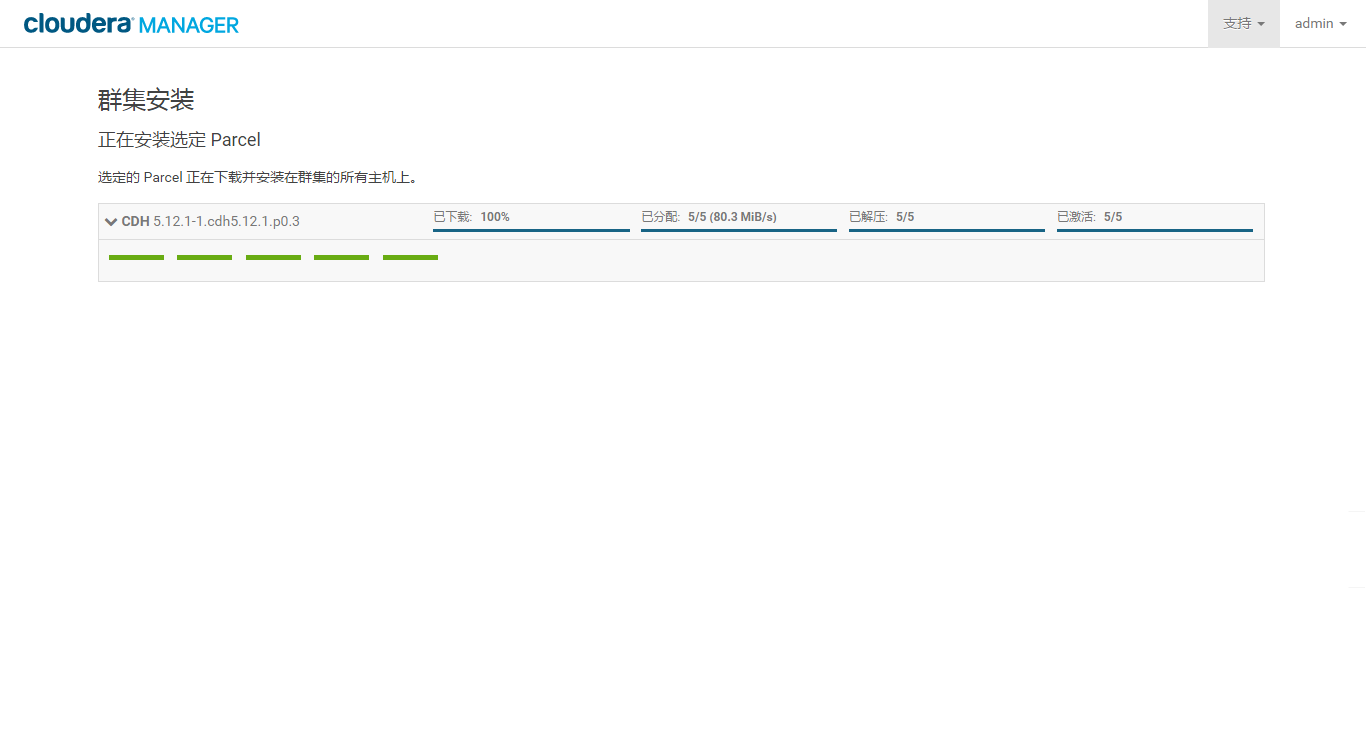 cloudera MANAGER
支持 admin
群集安装
正在安装选定 Parcel
选定的 Parcel 正在下载并安装在群集的所有主机上。
CDH 5.12.1-1.cdh5.12.1.p0.3 已下载: 100% 已分配: 5/5 (80.3 MiB/s) 已解压: 5/5 已激活: 5/5